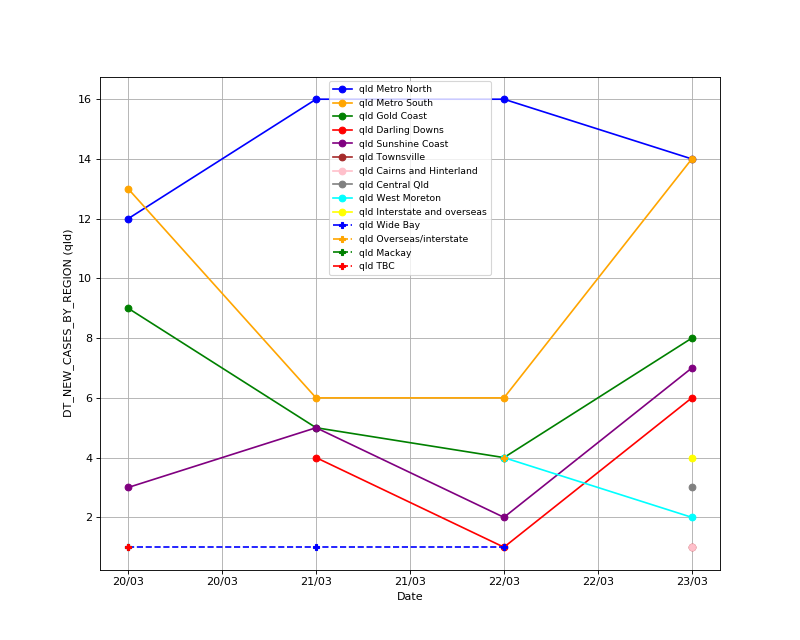 qld Metro North
qld Metro South
qld Gold Coast
qld Darling Downs
qld Sunshine Coast
qld Townsville
qld Cairns and Hinterland
qld Central Qld
qld West Moreton
qld Interstate and overseas
qld Wide Bay
qld Overseas/interstate
qld Mackay
qld TBC
16
14
12
10
8
6
4
2
DT_NEW_CASES_BY_REGION (qld)
20/03 20/03 21/03 21/03 22/03 22/03 23/03
Date